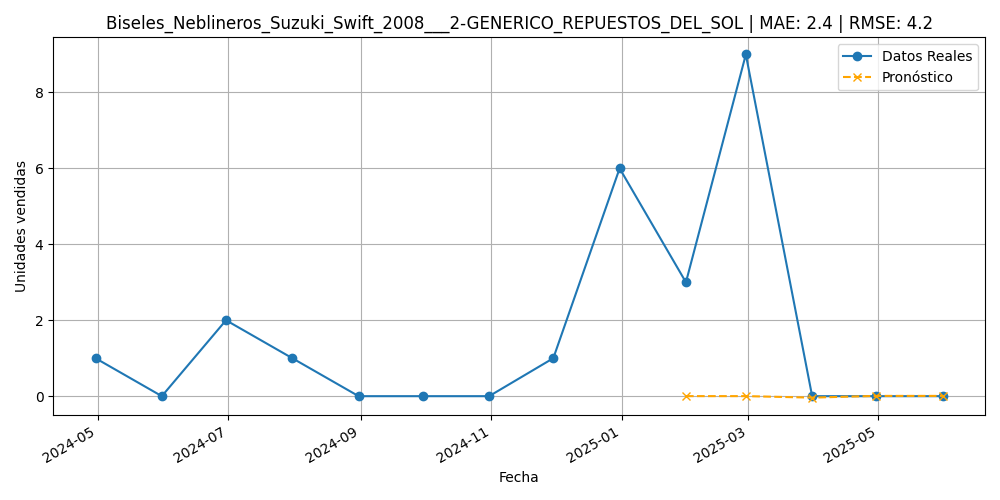 Biseles_Neblineros_Suzuki_Swift_2008___2-GENERICO_REPUESTOS_DEL_SOL | MAE: 2.4 | RMSE: 4.2
Datos Reales
Pronóstico
Unidades vendidas
8
6
4
2
0
2024-05
2024-07
2024-09
2024-11
2025-01
2025-03
2025-05
Fecha